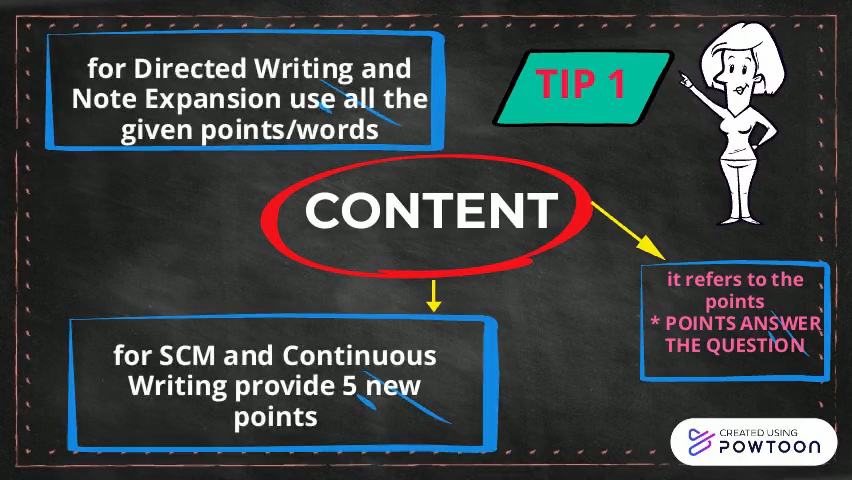 for Directed Writing and
Note Expansion use all the
given points/words
TIP 1
CONTENT
it refers to the
points
* POINTS ANSWER
THE QUESTION
for SCM and Continuous
Writing provide 5 new
points
CREATED USING
POWTOON